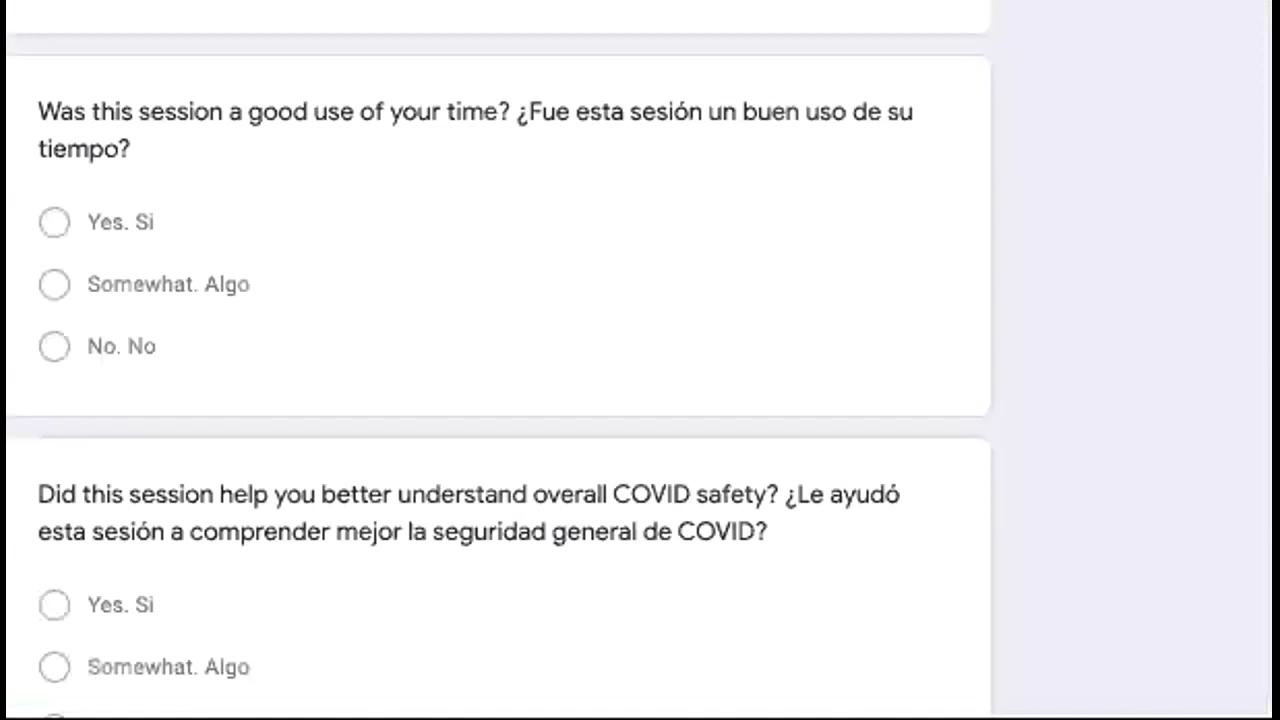 Was this session a good use of your time? ¿Fue esta sesión un buen uso de su
tiempo?
Yes. Si
Somewhat. Algo
No. No
Did this session help you better understand overall COVID safety? ¿Le ayudó
esta sesión a comprender mejor la seguridad general de COVID?
Yes. Si
Somewhat. Algo